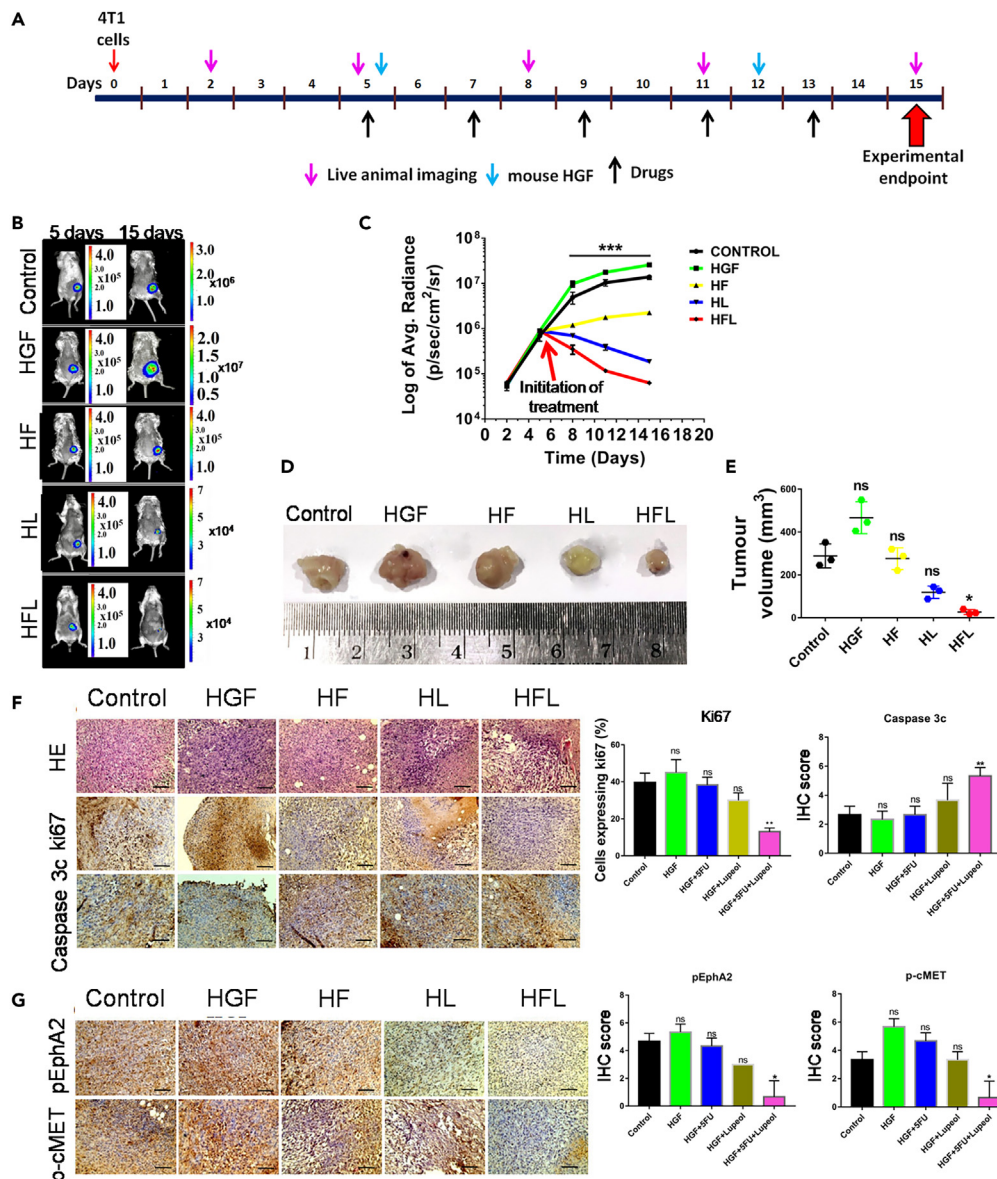 A
4T1
cells
Days 0 1 2 3 4 5 6 7 8 9 10 11 12 13 14 15
Live animal imaging mouse HGF Drugs
Experimental
endpoint
B
5 days 15 days
Control
4.0
3.0
x10⁵
2.0
1.0
3.0
2.0
x10⁶
1.0
HGF
4.0
3.0
x10⁵
2.0
1.0
2.0
1.5
1.0
x10⁷
0.5
HF
4.0
3.0
x10⁵
2.0
1.0
4.0
3.0
x10⁵
2.0
1.0
HL
4.0
3.0
x10⁵
2.0
1.0
7
5
x10⁴
3
HFL
4.0
3.0
x10⁵
2.0
1.0
7
5
x10⁴
3
C
Log of Avg. Radiance
(p/sec/cm²/sr)
10⁸
10⁷
10⁶
10⁵
10⁴
***
Inititation of
treatment
0 2 4 6 8 10 12 14 16 18 20
Time (Days)
CONTROL
HGF
HF
HL
HFL
D
Control HGF HF HL HFL
1 2 3 4 5 6 7 8
E
Tumour
volume (mm³)
600
400
200
0
ns
ns
ns
*
Control HGF HF HL HFL
F
Control HGF HF HL HFL
HE
ki67
Caspase 3c
Ki67
Cells expressing ki67 (%)
60
40
20
0
ns
ns
ns
**
Control HGF HGF+5FU HGF+Lupeol HGF+5FU+Lupeol
Caspase 3c
IHC score
8
6
4
2
0
ns
ns
ns
**
Control HGF HGF+5FU HGF+Lupeol HGF+5FU+Lupeol
G
Control HGF HF HL HFL
pEphA2
p-cMET
pEphA2
IHC score
8
6
4
2
0
ns
ns
ns
*
Control HGF HGF+5FU HGF+Lupeol HGF+5FU+Lupeol
p-cMET
IHC score
8
6
4
2
0
ns
ns
ns
*
Control HGF HGF+5FU HGF+Lupeol HGF+5FU+Lupeol